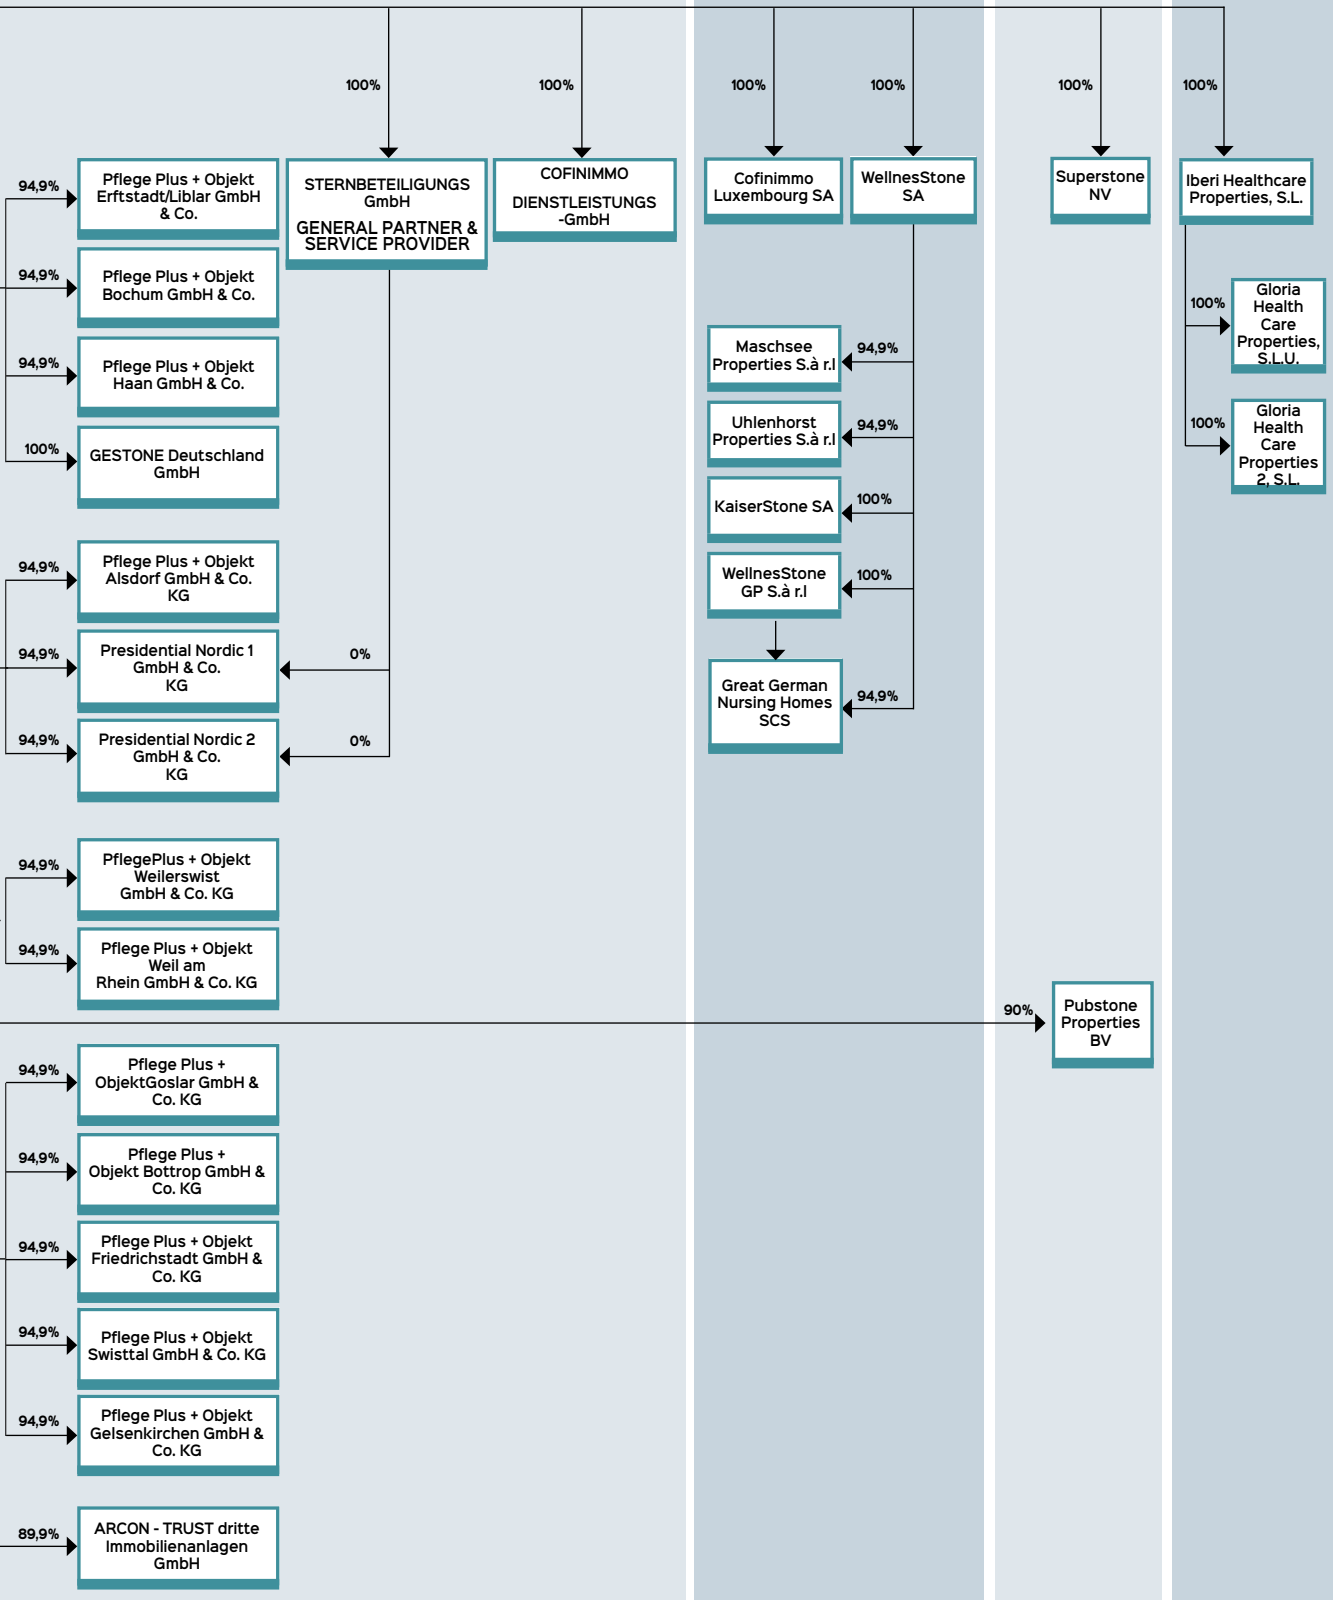 100%
100%
100%
100%
100%
100%
94,9%
Pflege Plus + Objekt
Erftstadt/Liblar GmbH
& Co.
STERNBETEILIGUNGS
GmbH
GENERAL PARTNER &
SERVICE PROVIDER
COFINIMMO
DIENSTLEISTUNGS
-GmbH
Cofinimmo
Luxembourg SA
WellnesStone
SA
Superstone
NV
Iberi Healthcare
Properties, S.L.
94,9%
Pflege Plus + Objekt
Bochum GmbH & Co.
100%
Gloria
Health
Care
Properties,
S.L.U.
94,9%
Pflege Plus + Objekt
Haan GmbH & Co.
Maschsee
Properties S.à r.l
94,9%
100%
GESTONE Deutschland
GmbH
Uhlenhorst
Properties S.à r.l
94,9%
100%
Gloria
Health
Care
Properties
2, S.L.
KaiserStone SA
100%
94,9%
Pflege Plus + Objekt
Alsdorf GmbH & Co.
KG
WellnesStone
GP S.à r.l
100%
94,9%
Presidential Nordic 1
GmbH & Co.
KG
0%
Great German
Nursing Homes
SCS
94,9%
94,9%
Presidential Nordic 2
GmbH & Co.
KG
0%
94,9%
PflegePlus + Objekt
Weilerswist
GmbH & Co. KG
94,9%
Pflege Plus + Objekt
Weil am
Rhein GmbH & Co. KG
90%
Pubstone
Properties
BV
94,9%
Pflege Plus +
ObjektGoslar GmbH &
Co. KG
94,9%
Pflege Plus +
Objekt Bottrop GmbH &
Co. KG
94,9%
Pflege Plus + Objekt
Friedrichstadt GmbH &
Co. KG
94,9%
Pflege Plus + Objekt
Swisttal GmbH & Co. KG
94,9%
Pflege Plus + Objekt
Gelsenkirchen GmbH &
Co. KG
89,9%
ARCON - TRUST dritte
Immobilienanlagen
GmbH